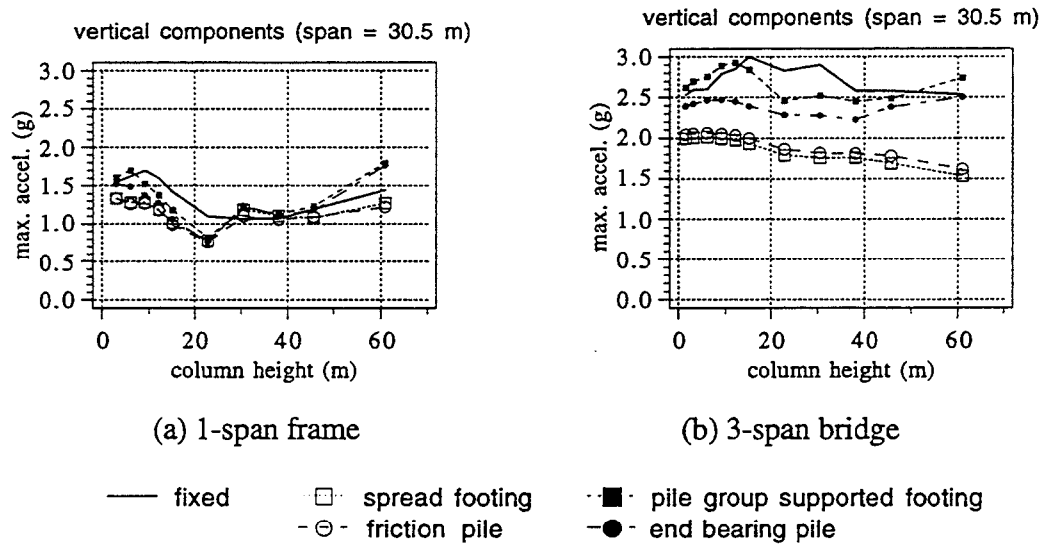 vertical components (span = 30.5 m)
3.0
2.5
2.0
1.5
1.0
0.5
0.0
max. accel. (g)
0 20 40 60
column height (m)
(a) 1-span frame
vertical components (span = 30.5 m)
3.0
2.5
2.0
1.5
1.0
0.5
0.0
max. accel. (g)
0 20 40 60
column height (m)
(b) 3-span bridge
fixed
spread footing
pile group supported footing
friction pile
end bearing pile